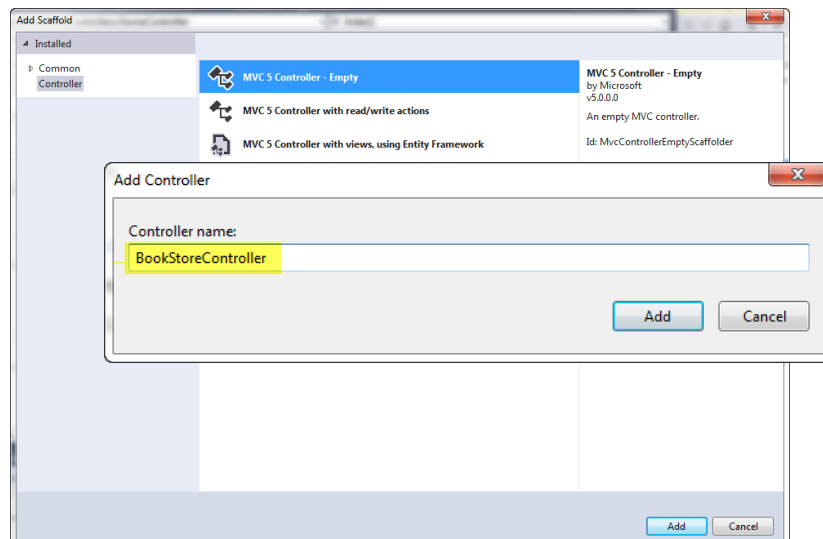 Add Scaffold
Installed
Common
Controller
MVC 5 Controller - Empty
MVC 5 Controller with read/write actions
MVC 5 Controller with views, using Entity Framework
MVC 5 Controller - Empty
by Microsoft
v5.0.0.0
An empty MVC controller.
Id: MvcControllerEmptyScaffolder
Add Controller
Controller name:
BookStoreController
Add Cancel
Add Cancel